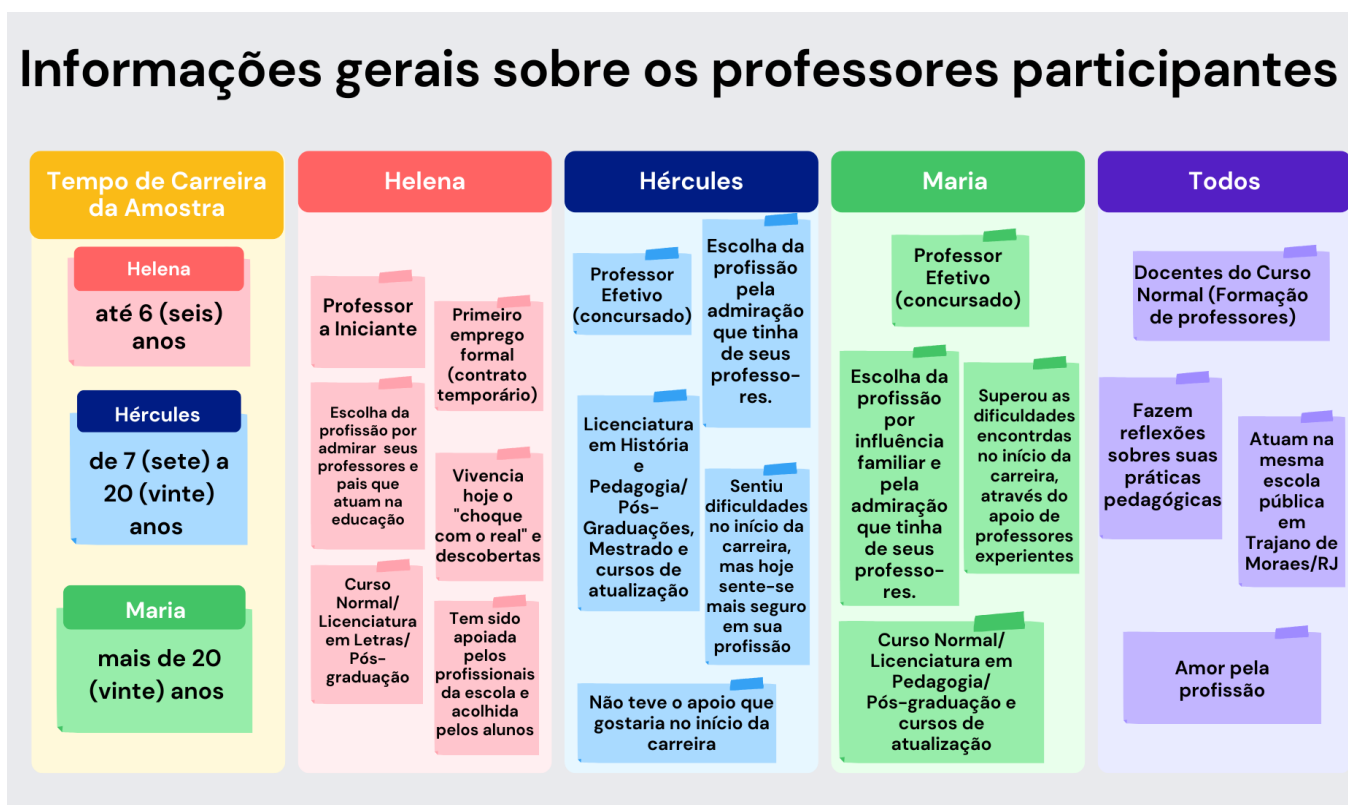 Informações gerais sobre os professores participantes
Tempo de Carreira
da Amostra
Helena
até 6 (seis)
anos
Hércules
de 7 (sete) a
20 (vinte)
anos
Maria
mais de 20
(vinte) anos
Helena
Professor
a Iniciante
Primeiro
emprego
formal
(contrato
temporário)
Escolha da
profissão por
admirar seus
professores e
pais que
atuam na
educação
Vivencia
hoje o
"choque
com o real" e
descobertas
Curso
Normal/
Licenciatura
em Letras/
Pós-
graduação
Tem sido
apoiada
pelos
profissionais
da escola e
acolhida
pelos alunos
Hércules
Professor
Efetivo
(concursado)
Escolha da
profissão
pela
admiração
que tinha
de seus
professo-
res.
Licenciatura
em História
e
Pedagogia/
Pós-
Graduações,
Mestrado e
cursos de
atualização
Sentiu
dificuldades
no início da
carreira,
mas hoje
sente-se
mais seguro
em sua
profissão
Não teve o apoio que
gostaria no início da
carreira
Maria
Professor
Efetivo
(concursado)
Escolha da
profissão
por
influência
familiar e
pela
admiração
que tinha
de seus
professo-
res.
Superou as
dificuldades
encontrdas
no início da
carreira,
através do
apoio de
professores
experientes
Curso Normal/
Licenciatura em
Pedagogia/
Pós-graduação e
cursos de
atualização
Todos
Docentes do Curso
Normal (Formação
de professores)
Fazem
reflexões
sobres suas
práticas
pedagógicas
Atuam na
mesma
escola
pública
em
Trajano de
Moraes/RJ
Amor pela
profissão